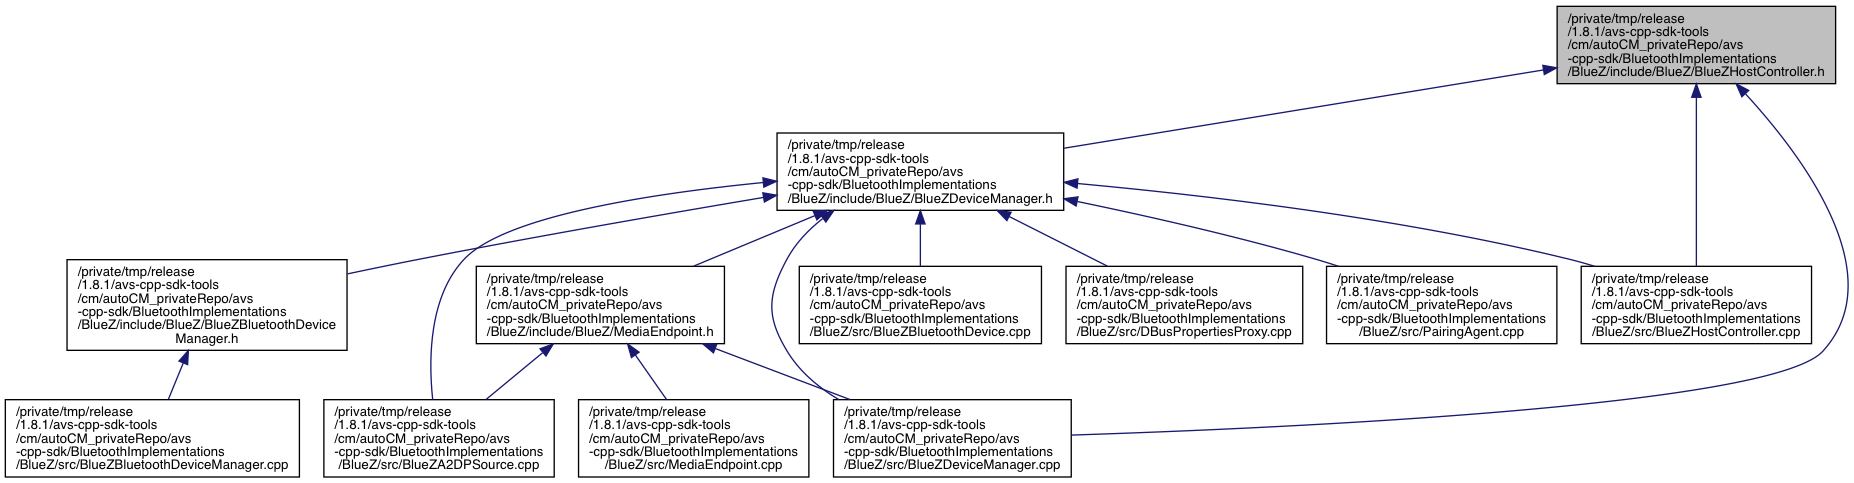 /private/tmp/release
/1.8.1/avs-cpp-sdk-tools
/cm/autoCM_privateRepo/avs
-cpp-sdk/BluetoothImplementations
/BlueZ/include/BlueZ/BlueZHostController.h
/private/tmp/release
/1.8.1/avs-cpp-sdk-tools
/cm/autoCM_privateRepo/avs
-cpp-sdk/BluetoothImplementations
/BlueZ/include/BlueZ/BlueZDeviceManager.h
/private/tmp/release
/1.8.1/avs-cpp-sdk-tools
/cm/autoCM_privateRepo/avs
-cpp-sdk/BluetoothImplementations
/BlueZ/include/BlueZ/BlueZBluetoothDevice
Manager.h
/private/tmp/release
/1.8.1/avs-cpp-sdk-tools
/cm/autoCM_privateRepo/avs
-cpp-sdk/BluetoothImplementations
/BlueZ/include/BlueZ/MediaEndpoint.h
/private/tmp/release
/1.8.1/avs-cpp-sdk-tools
/cm/autoCM_privateRepo/avs
-cpp-sdk/BluetoothImplementations
/BlueZ/src/BlueZBluetoothDevice.cpp
/private/tmp/release
/1.8.1/avs-cpp-sdk-tools
/cm/autoCM_privateRepo/avs
-cpp-sdk/BluetoothImplementations
/BlueZ/src/DBusPropertiesProxy.cpp
/private/tmp/release
/1.8.1/avs-cpp-sdk-tools
/cm/autoCM_privateRepo/avs
-cpp-sdk/BluetoothImplementations
/BlueZ/src/PairingAgent.cpp
/private/tmp/release
/1.8.1/avs-cpp-sdk-tools
/cm/autoCM_privateRepo/avs
-cpp-sdk/BluetoothImplementations
/BlueZ/src/BlueZHostController.cpp
/private/tmp/release
/1.8.1/avs-cpp-sdk-tools
/cm/autoCM_privateRepo/avs
-cpp-sdk/BluetoothImplementations
/BlueZ/src/BlueZBluetoothDeviceManager.cpp
/private/tmp/release
/1.8.1/avs-cpp-sdk-tools
/cm/autoCM_privateRepo/avs
-cpp-sdk/BluetoothImplementations
/BlueZ/src/BlueZA2DPSource.cpp
/private/tmp/release
/1.8.1/avs-cpp-sdk-tools
/cm/autoCM_privateRepo/avs
-cpp-sdk/BluetoothImplementations
/BlueZ/src/MediaEndpoint.cpp
/private/tmp/release
/1.8.1/avs-cpp-sdk-tools
/cm/autoCM_privateRepo/avs
-cpp-sdk/BluetoothImplementations
/BlueZ/src/BlueZDeviceManager.cpp